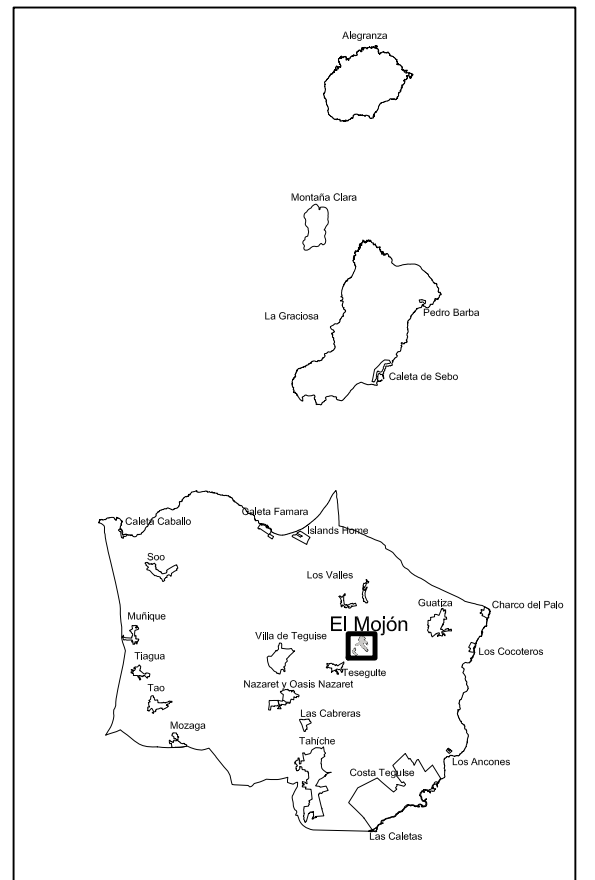 Alegranza
Montaña Clara
La Graciosa
Pedro Barba
Caleta de Sebo
Caleta Famara
Caleta Caballo
Islands Home
Soo
Los Valles
Guatiza
Charco del Palo
Muñique
El Mojón
Villa de Teguise
Los Cocoteros
Tiagua
Teseguite
Nazaret y Oasis Nazaret
Tao
Las Cabreras
Mozaga
Tahíche
Los Ancones
Costa Teguise
Las Caletas